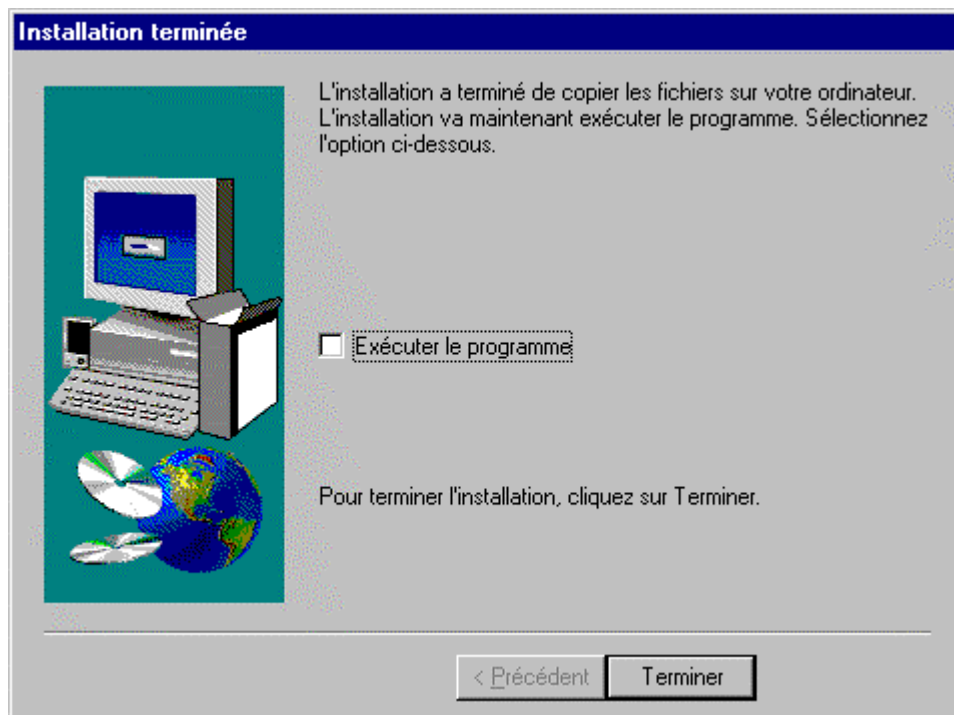 Installation terminée
L'installation a terminé de copier les fichiers sur votre ordinateur.
L'installation va maintenant exécuter le programme. Sélectionnez
l'option ci-dessous.
Exécuter le programme
Pour terminer l'installation, cliquez sur Terminer.
< Précédent
Terminer